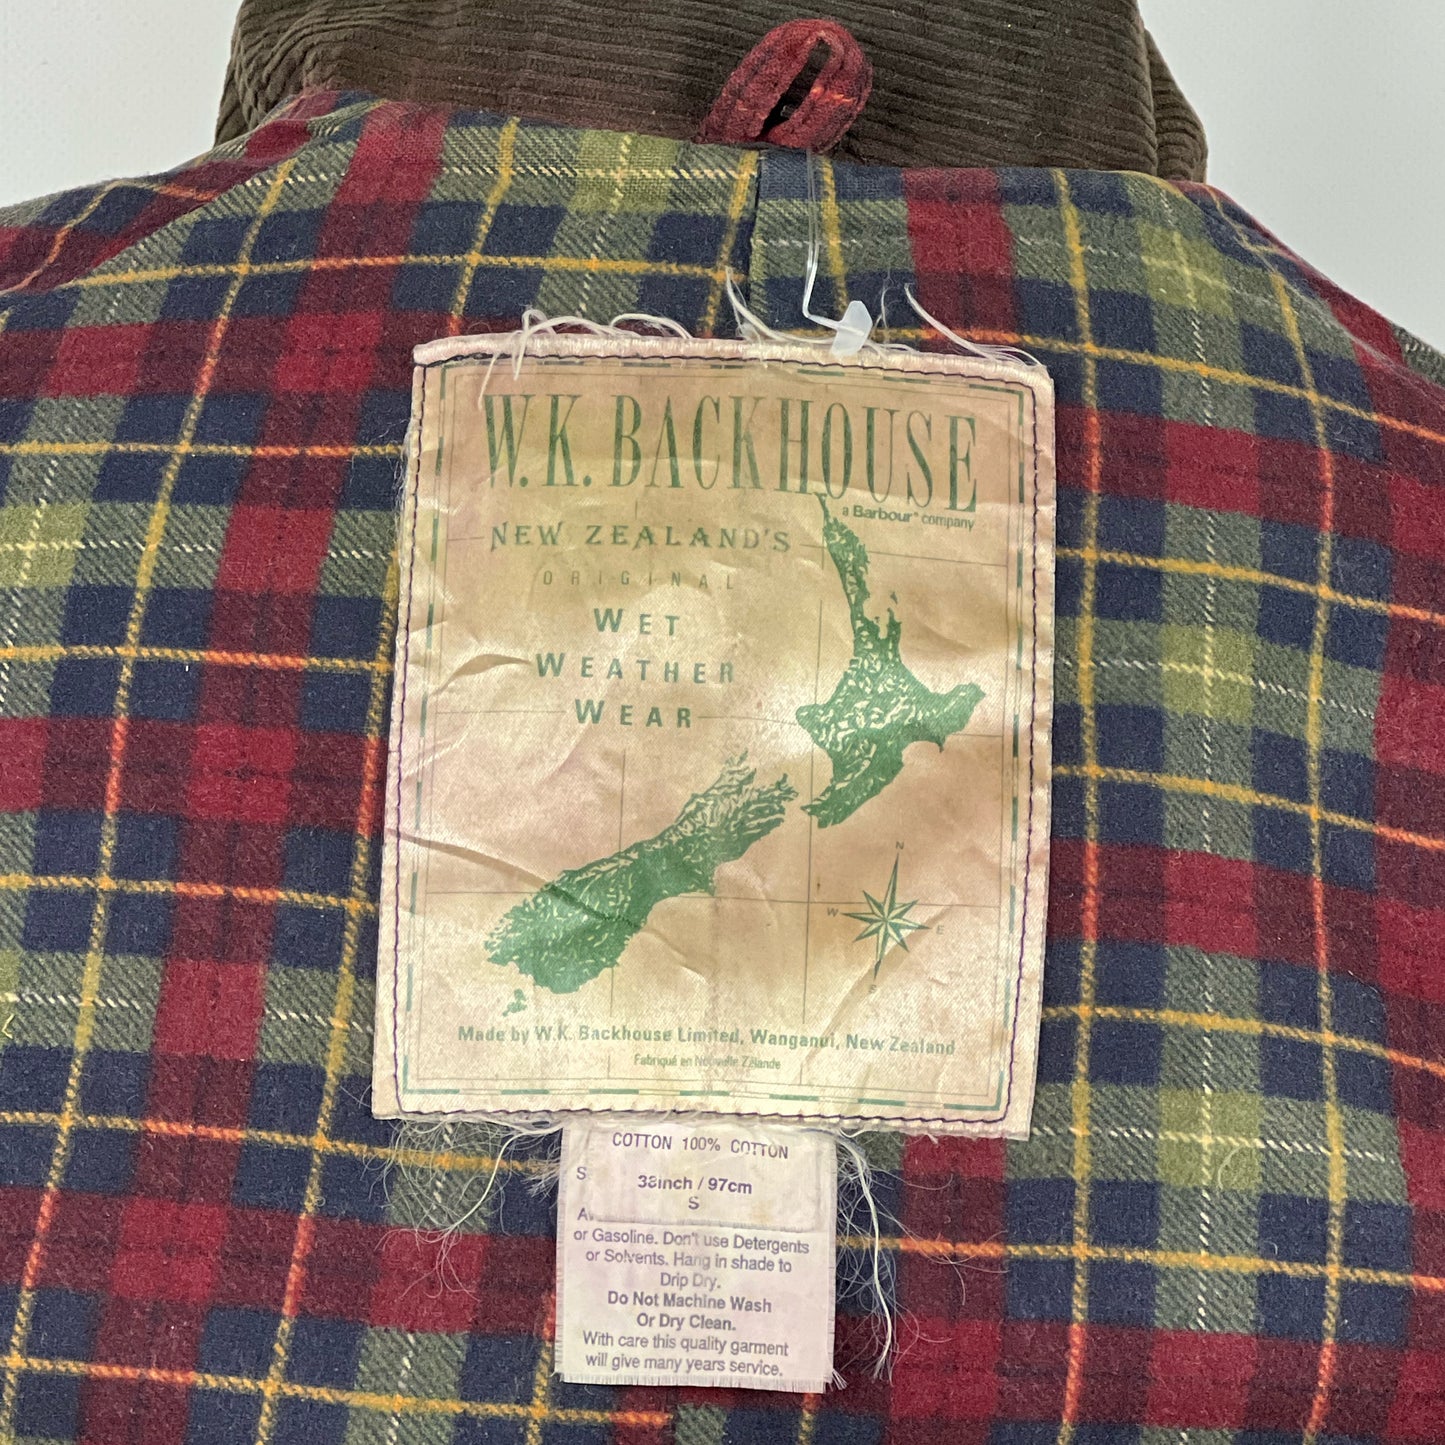 W.K. BACKHOUSE
a Barbour® company
NEW ZEALAND'S
ORIGINAL
WET
WEATHER
WEAR
N
W
E
S
Made by W.K. Backhouse Limited, Wanganui, New Zealand
Fabriqué en Nouvelle Zélande
COTTON 100% COTTON
S 38inch / 97cm
S
or Gasoline. Don't use Detergents
or Solvents. Hang in shade to
Drip Dry.
Do Not Machine Wash
Or Dry Clean.
With care this quality garment
will give many years service.